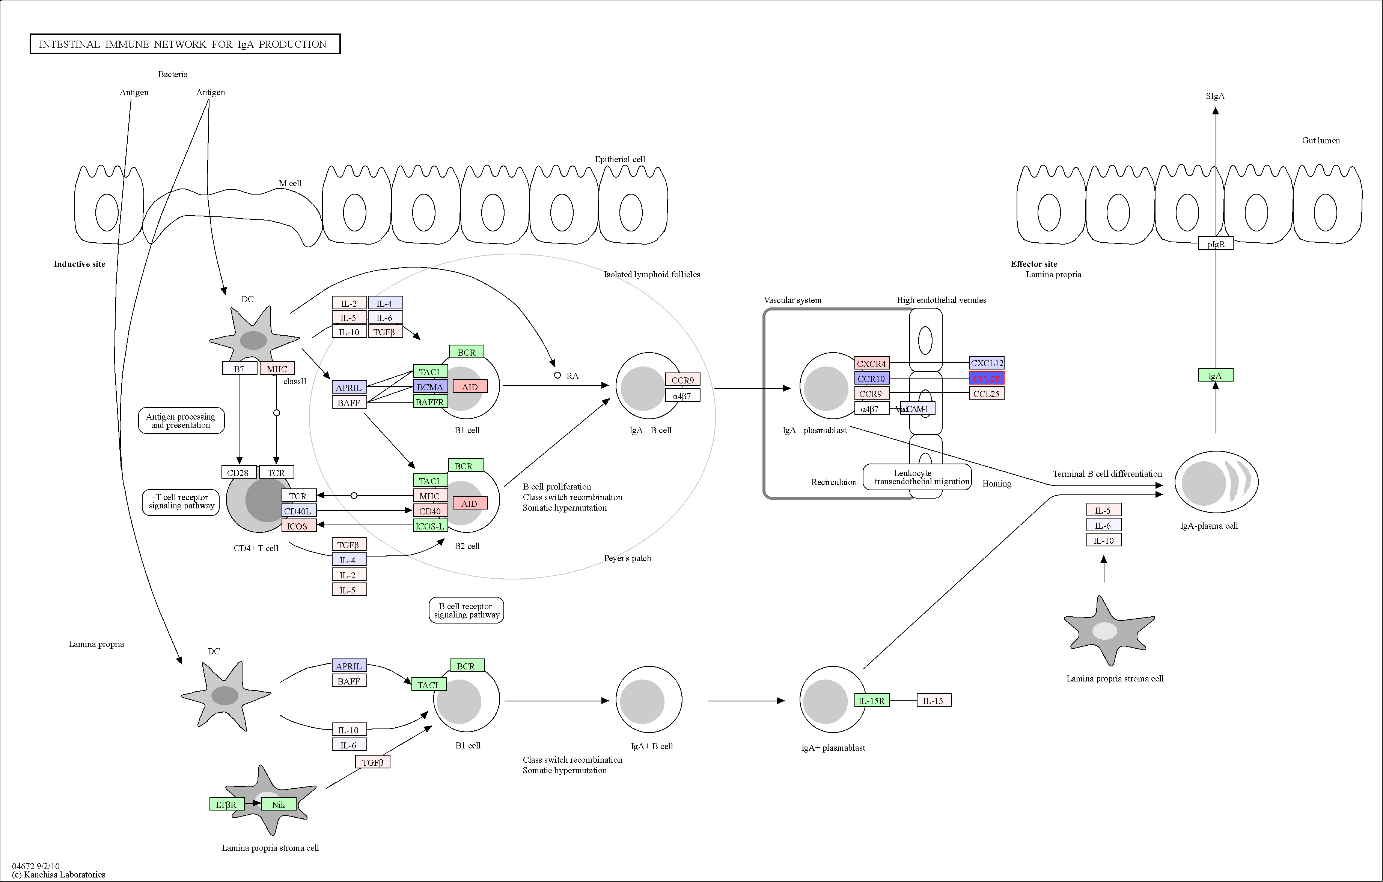 INTESTINAL IMMUNE NETWORK FOR IgA PRODUCTION
Bacteria
Antigen
Antigen
SIgA
Gut lumen
Epitherial cell
M cell
pIgR
Inductive site
Effector site
Lamina propria
Isolated lymphoid follicles
DC
IL-2
IL-4
IL-5
IL-6
IL-10
TGFβ
Vascular system
High endothelial venules
B7
MHC
classII
BCR
TACI
APRIL
BCMA
AID
BAFF
BAFFR
B1 cell
RA
CCR9
α4β7
IgA+ B cell
CXCR4
CXCL12
CCR10
CCL28
CCR9
CCL25
α4β7
MAdCAM-1
IgA+ plasmablast
IgA
Antigen processing
and presentation
CD28
TCR
BCR
TACI
TCR
MHC
CD40L
CD40
AID
ICOS
ICOS-L
T cell receptor
signaling pathway
CD4+ T cell
B2 cell
B cell proliferation
Class switch recombination
Somatic hypermutation
Recirculation
Leukocyte
transendothelial migration
Homing
Terminal B cell differentiation
IL-5
IL-6
IL-10
IgA-plasma cell
TGFβ
IL-4
IL-2
IL-5
Peyer's patch
B cell receptor
signaling pathway
Lamina propria
DC
APRIL
BAFF
BCR
TACI
IL-10
IL-6
TGFβ
B1 cell
IgA+ B cell
IL-15R
IL-15
IgA+ plasmablast
Lamina propria stroma cell
Class switch recombination
Somatic hypermutation
LTβR
Nik
Lamina propria stroma cell
04672 9/2/10
(c) Kanehisa Laboratories